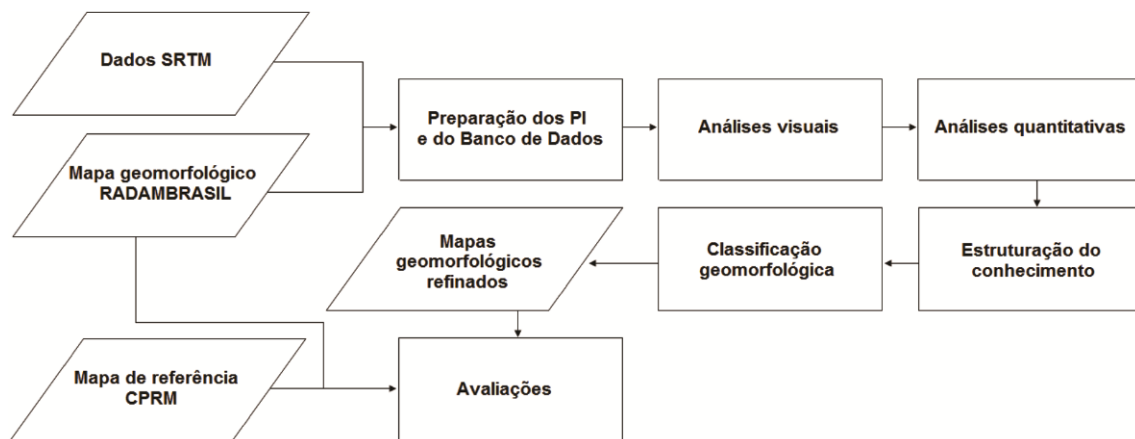 Dados SRTM
Mapa geomorfológico
RADAMBRASIL
Preparação dos PI
e do Banco de Dados
Análises visuais
Análises quantitativas
Estruturação do
conhecimento
Classificação
geomorfológica
Mapas
geomorfológicos
refinados
Mapa de referência
CPRM
Avaliações